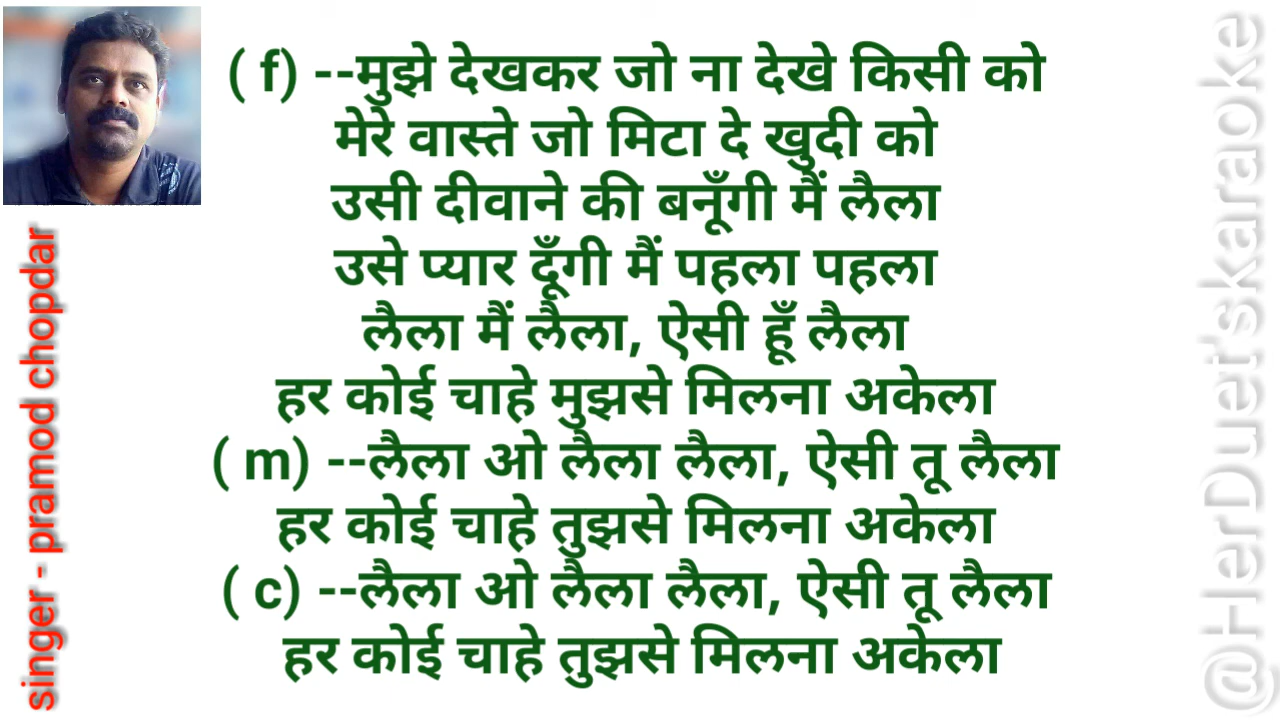 ( f) --मुझे देखकर जो ना देखे किसी को
मेरे वास्ते जो मिटा दे खुदी को
उसी दीवाने की बनूँगी मैं लैला
उसे प्यार दूँगी मैं पहला पहला
लैला मैं लैला, ऐसी हूँ लैला
हर कोई चाहे मुझसे मिलना अकेला
( m) --लैला ओ लैला लैला, ऐसी तू लैला
हर कोई चाहे तुझसे मिलना अकेला
( c) --लैला ओ लैला लैला, ऐसी तू लैला
हर कोई चाहे तुझसे मिलना अकेला
singer - pramod chopdar
@HerDuet'skaraoke